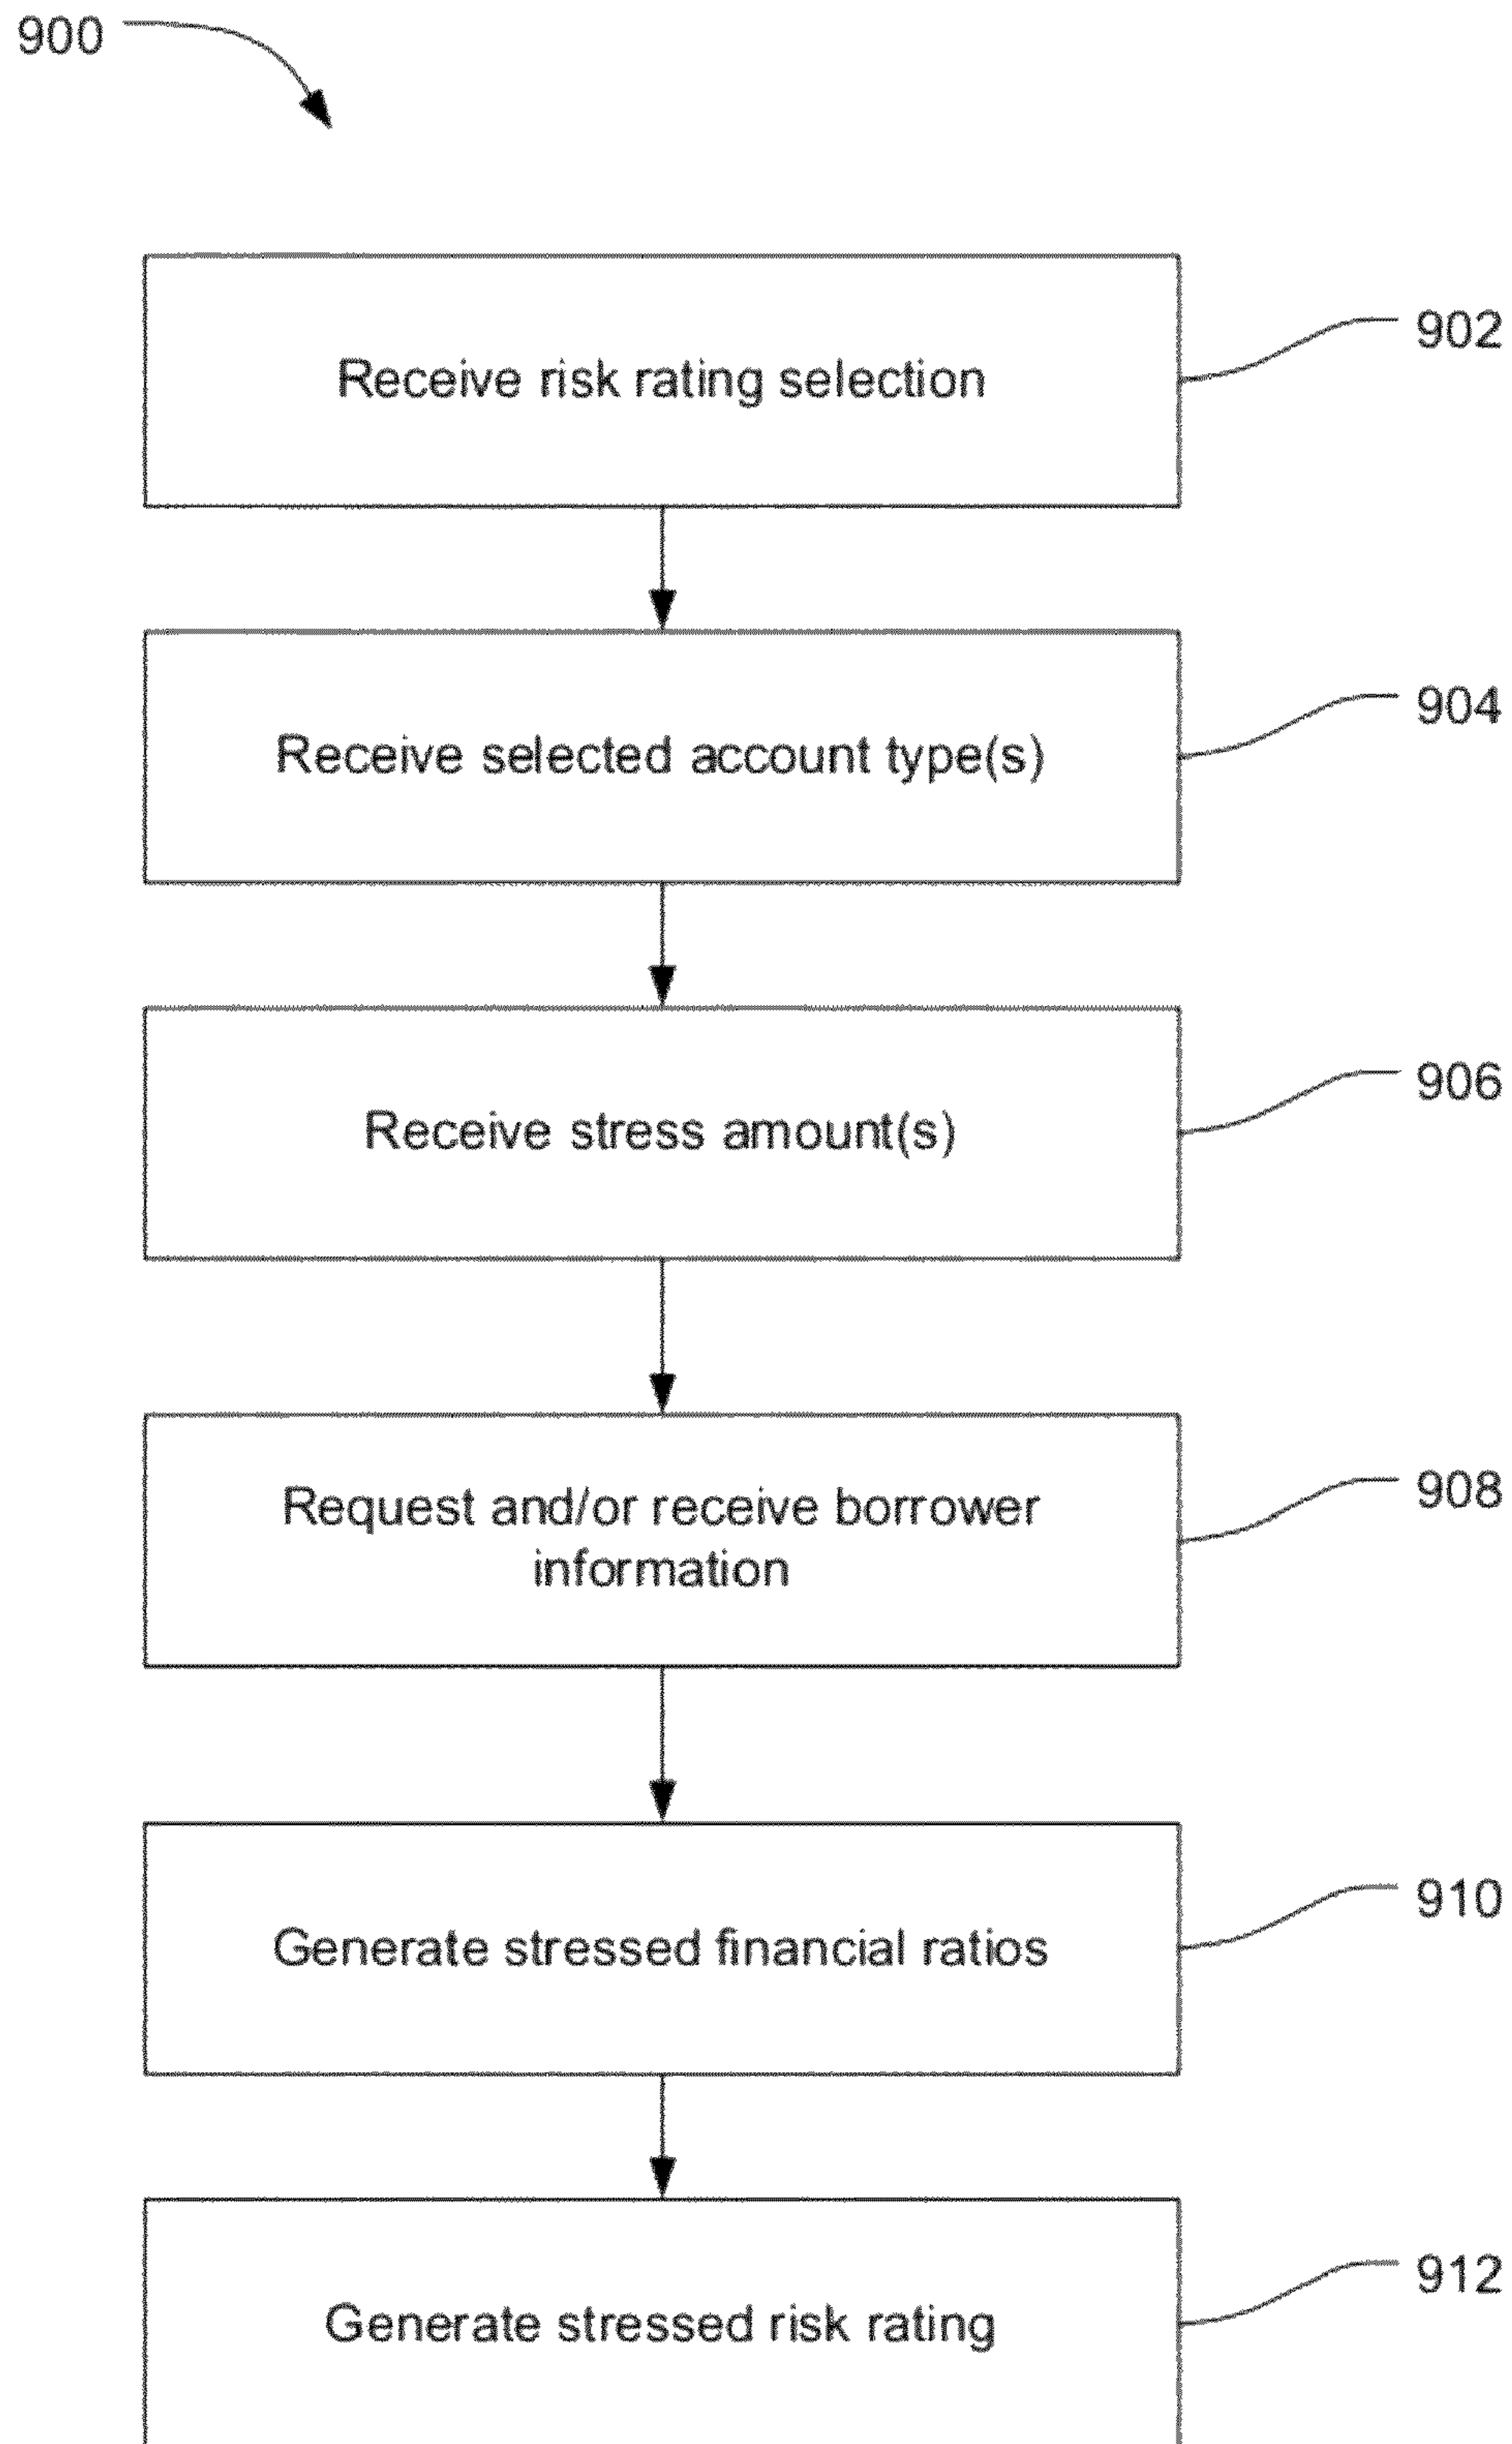 900
Receive risk rating selection
902
Receive selected account type(s)
904
Receive stress amount(s)
906
Request and/or receive borrower
information
908
Generate stressed financial ratios
910
Generate stressed risk rating
912